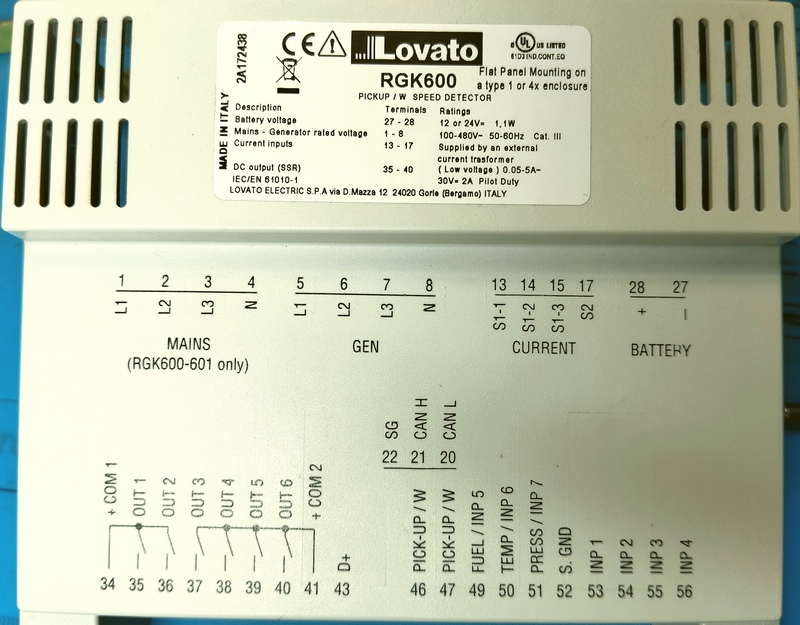 2A172438
MADE IN ITALY
CE Lovato UL US LISTED
61D3 IND.CONT.EQ
RGK600
Flat Panel Mounting on
a type 1 or 4x enclosure
PICKUP / W SPEED DETECTOR
Description Terminals Ratings
Battery voltage 27 - 28 12 or 24V= 1,1W
Mains - Generator rated voltage 1 - 8 100-480V~ 50-60Hz Cat. III
Current inputs 13 - 17 Supplied by an external
current trasformer
( Low voltage ) 0.05-5A~
DC output (SSR) 35 - 40 30V= 2A Pilot Duty
IEC/EN 61010-1
LOVATO ELECTRIC S.P.A via D.Mazza 12 24020 Gorle (Bergamo) ITALY
1 2 3 4 5 6 7 8 13 14 15 17 28 27
L1 L2 L3 N L1 L2 L3 N S1-1 S1-2 S1-3 S2 + –
MAINS GEN CURRENT BATTERY
(RGK600-601 only)
SG CAN H CAN L
22 21 20
+ COM 1 OUT 1 OUT 2 OUT 3 OUT 4 OUT 5 OUT 6 + COM 2 D+ PICK-UP / W PICK-UP / W FUEL / INP 5 TEMP / INP 6 PRESS / INP 7 S. GND INP 1 INP 2 INP 3 INP 4
34 35 36 37 38 39 40 41 43 46 47 49 50 51 52 53 54 55 56